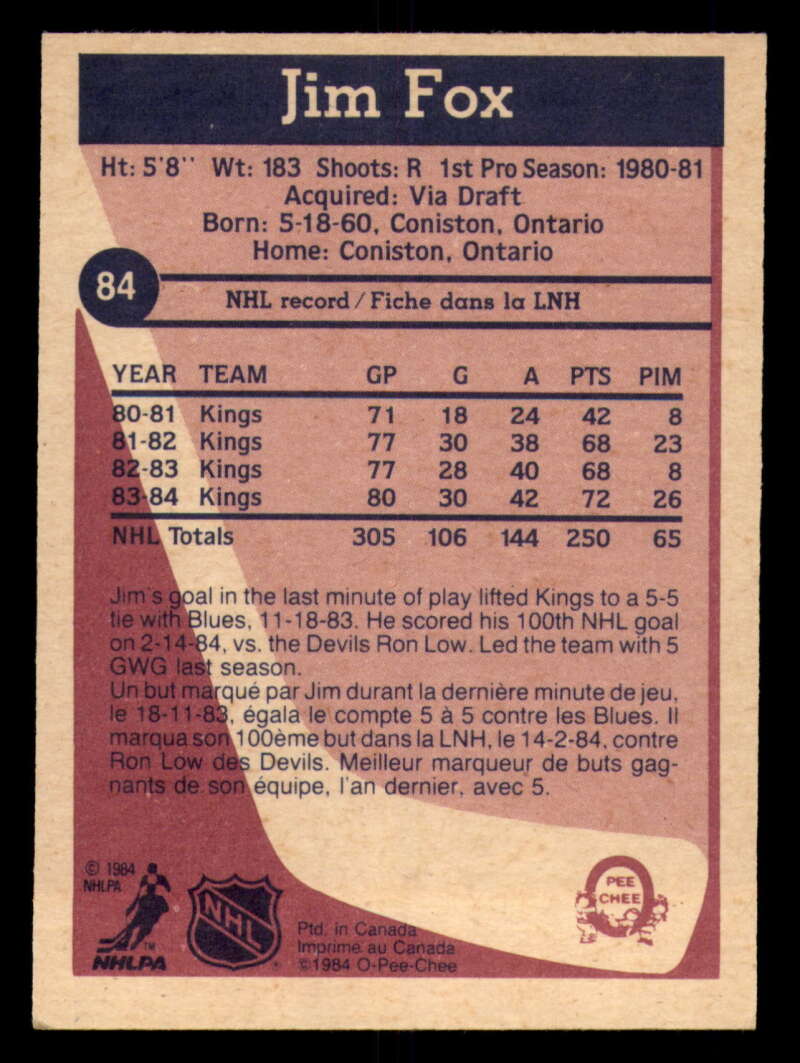 Jim Fox
Ht: 5'8'' Wt: 183 Shoots: R 1st Pro Season: 1980-81
Acquired: Via Draft
Born: 5-18-60, Coniston, Ontario
Home: Coniston, Ontario
84
NHL record / Fiche dans la LNH
YEAR TEAM GP G A PTS PIM
80-81 Kings 71 18 24 42 8
81-82 Kings 77 30 38 68 23
82-83 Kings 77 28 40 68 8
83-84 Kings 80 30 42 72 26
NHL Totals 305 106 144 250 65
Jim's goal in the last minute of play lifted Kings to a 5-5
tie with Blues, 11-18-83. He scored his 100th NHL goal
on 2-14-84, vs. the Devils Ron Low. Led the team with 5
GWG last season.
Un but marqué par Jim durant la dernière minute de jeu,
le 18-11-83, égala le compte 5 à 5 contre les Blues. Il
marqua son 100ème but dans la LNH, le 14-2-84, contre
Ron Low des Devils. Meilleur marqueur de buts gag-
nants de son équipe, l'an dernier, avec 5.
© 1984
NHLPA
TM
NHLPA
NHL
Ptd. in Canada
Imprime au Canada
©1984 O-Pee-Chee
PEE
CHEE